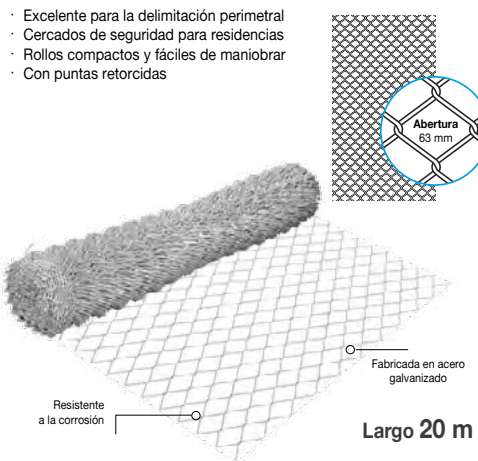 · Excelente para la delimitación perimetral
· Cercados de seguridad para residencias
· Rollos compactos y fáciles de maniobrar
· Con puntas retorcidas
Abertura
63 mm
Fabricada en acero
galvanizado
Resistente
a la corrosión
Largo 20 m